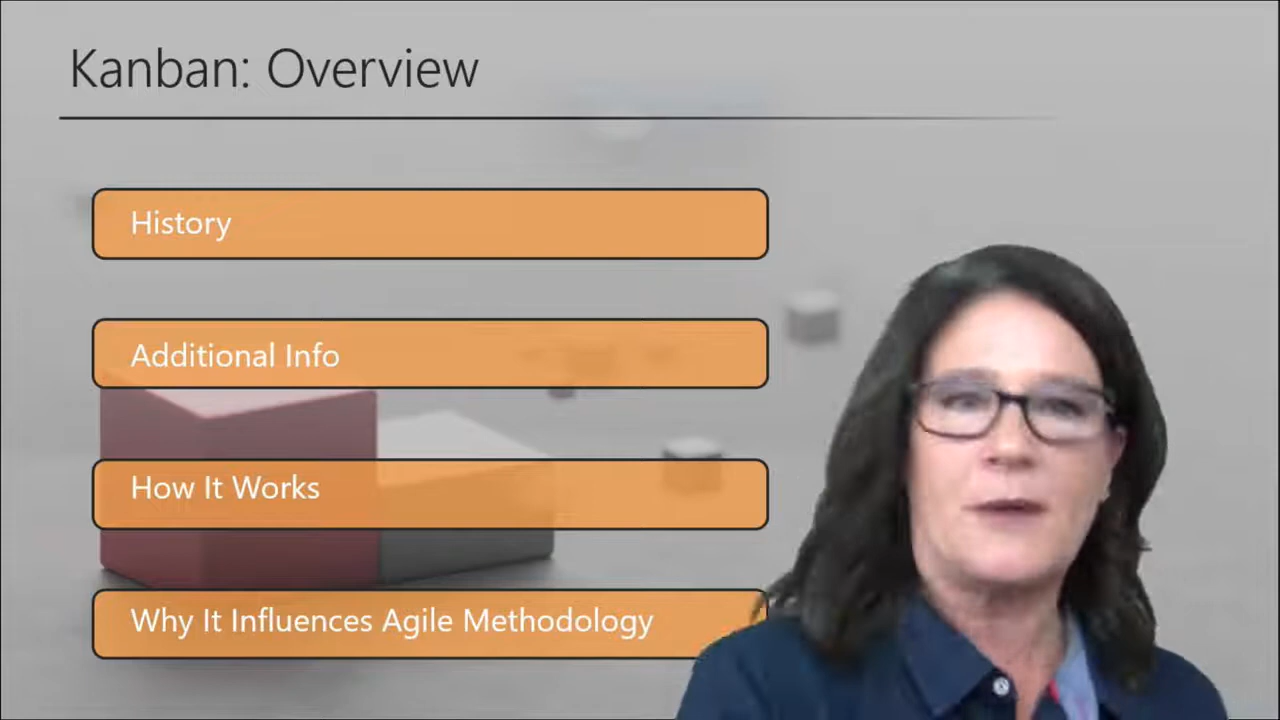 Kanban: Overview
History
Additional Info
How It Works
Why It Influences Agile Methodology